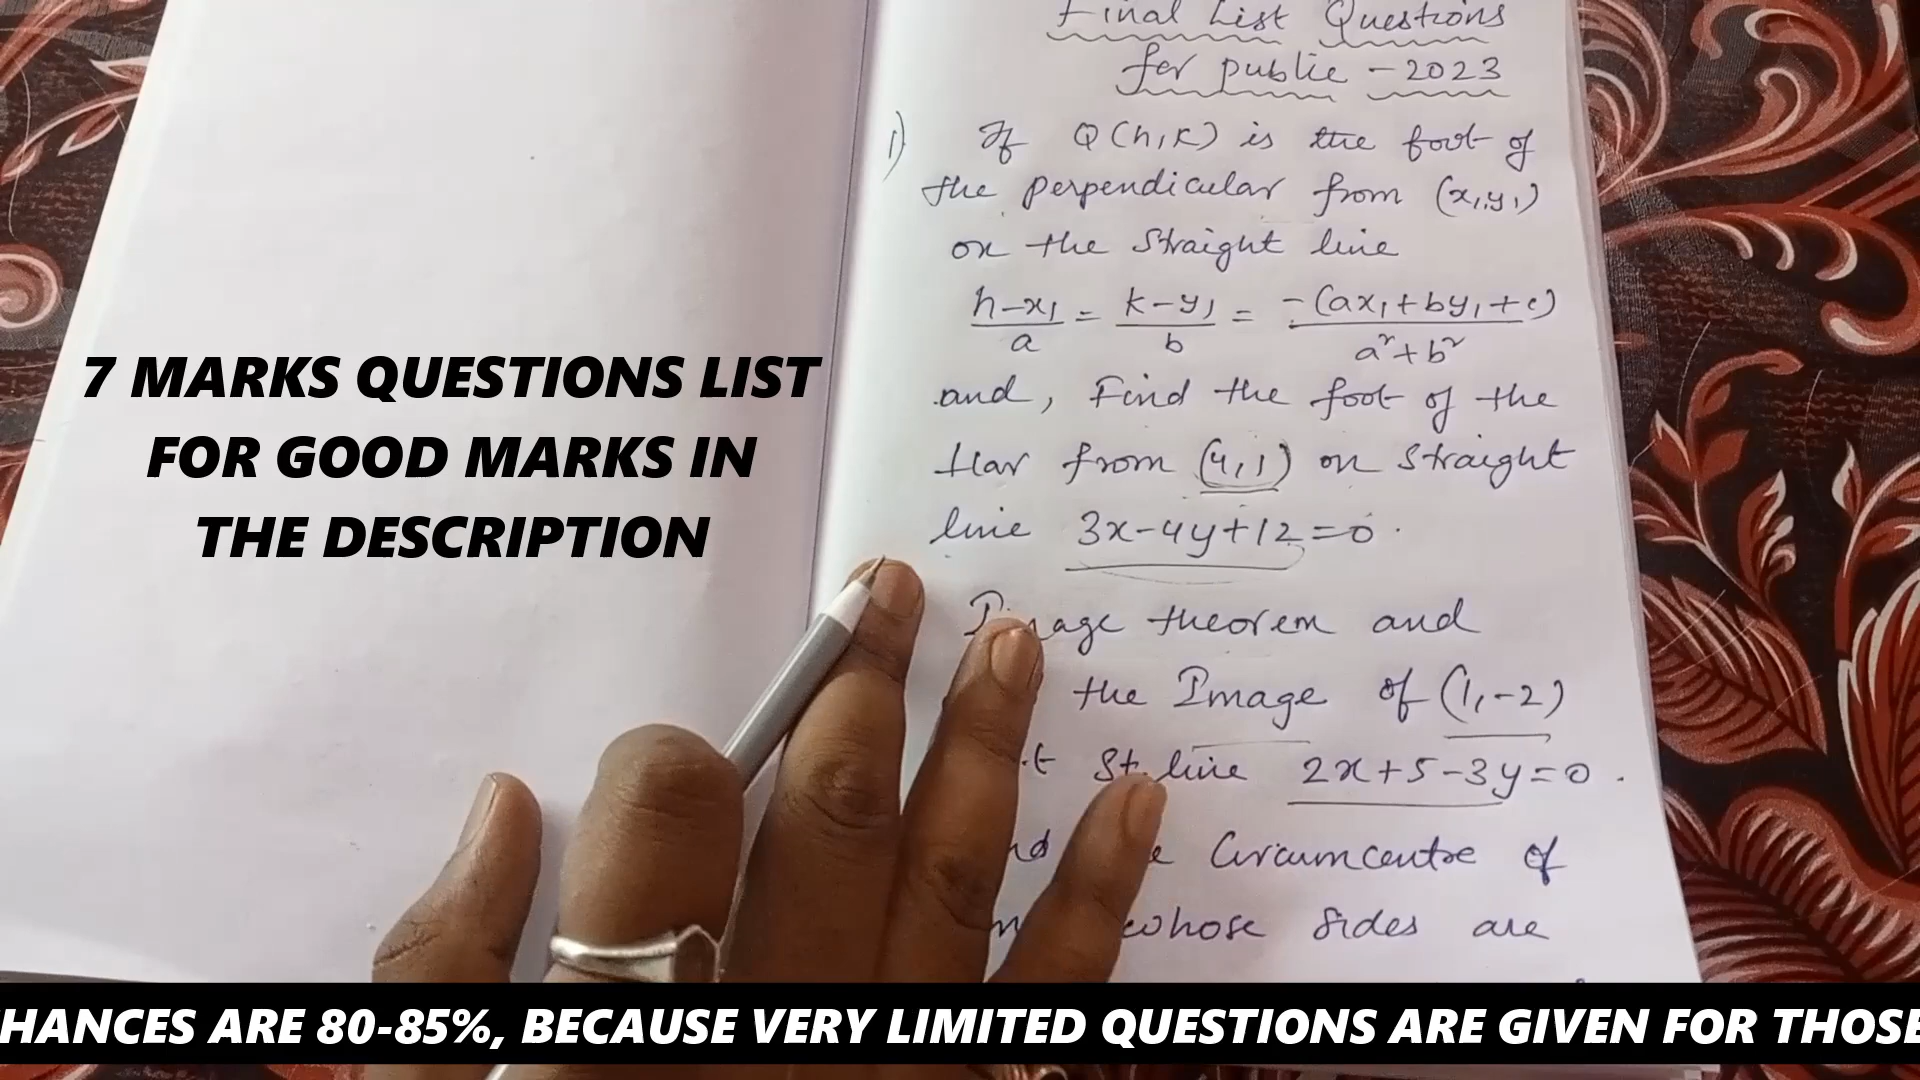 Final List Questions
for public - 2023
1) If Q(h,k) is the foot of
the perpendicular from (x₁,y₁)
on the straight line
h-x₁/a = k-y₁/b = -(ax₁+by₁+c)/a²+b²
and, Find the foot of the
from (4,1) on straight
line 3x-4y+12=0.
Image theorem and
the Image of (1,-2)
St. line 2x+5-3y=0.
Circumcentre of
whose sides are
7 MARKS QUESTIONS LIST
FOR GOOD MARKS IN
THE DESCRIPTION
HANCES ARE 80-85%, BECAUSE VERY LIMITED QUESTIONS ARE GIVEN FOR THOSE